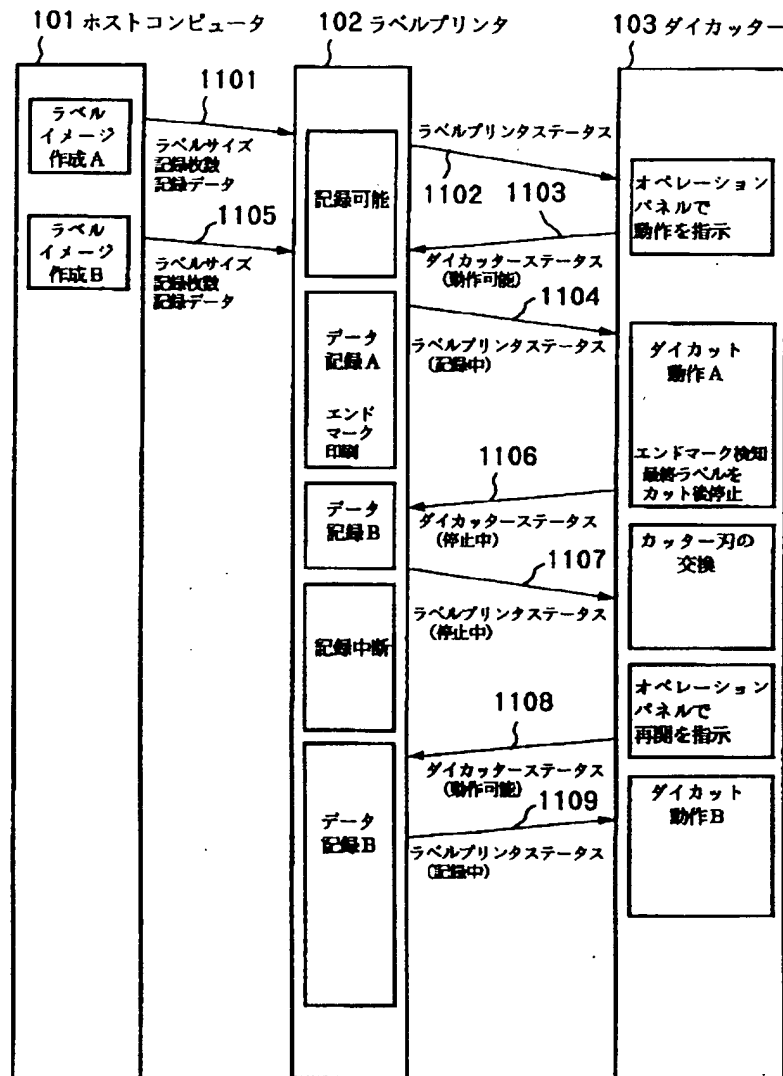 101 ホストコンピュータ
102 ラベルプリンタ
103 ダイカッター
ラベル
イメージ
作成A
1101
ラベルサイズ
記録枚数
記録データ
記録可能
ラベルプリンタステータス
1102
オペレーション
パネルで
動作を指示
1103
ダイカッターステータス
(動作可能)
ラベル
イメージ
作成B
1105
ラベルサイズ
記録枚数
記録データ
1104
データ
記録A
エンド
マーク
印刷
ラベルプリンタステータス
(記録中)
ダイカット
動作A
エンドマーク検知
最終ラベルを
カット後停止
1106
データ
記録B
ダイカッターステータス
(停止中)
1107
ラベルプリンタステータス
(停止中)
カッター刃の
交換
記録中断
オペレーション
パネルで
再開を指示
1108
ダイカッターステータス
(動作可能)
1109
データ
記録B
ラベルプリンタステータス
(記録中)
ダイカット
動作B